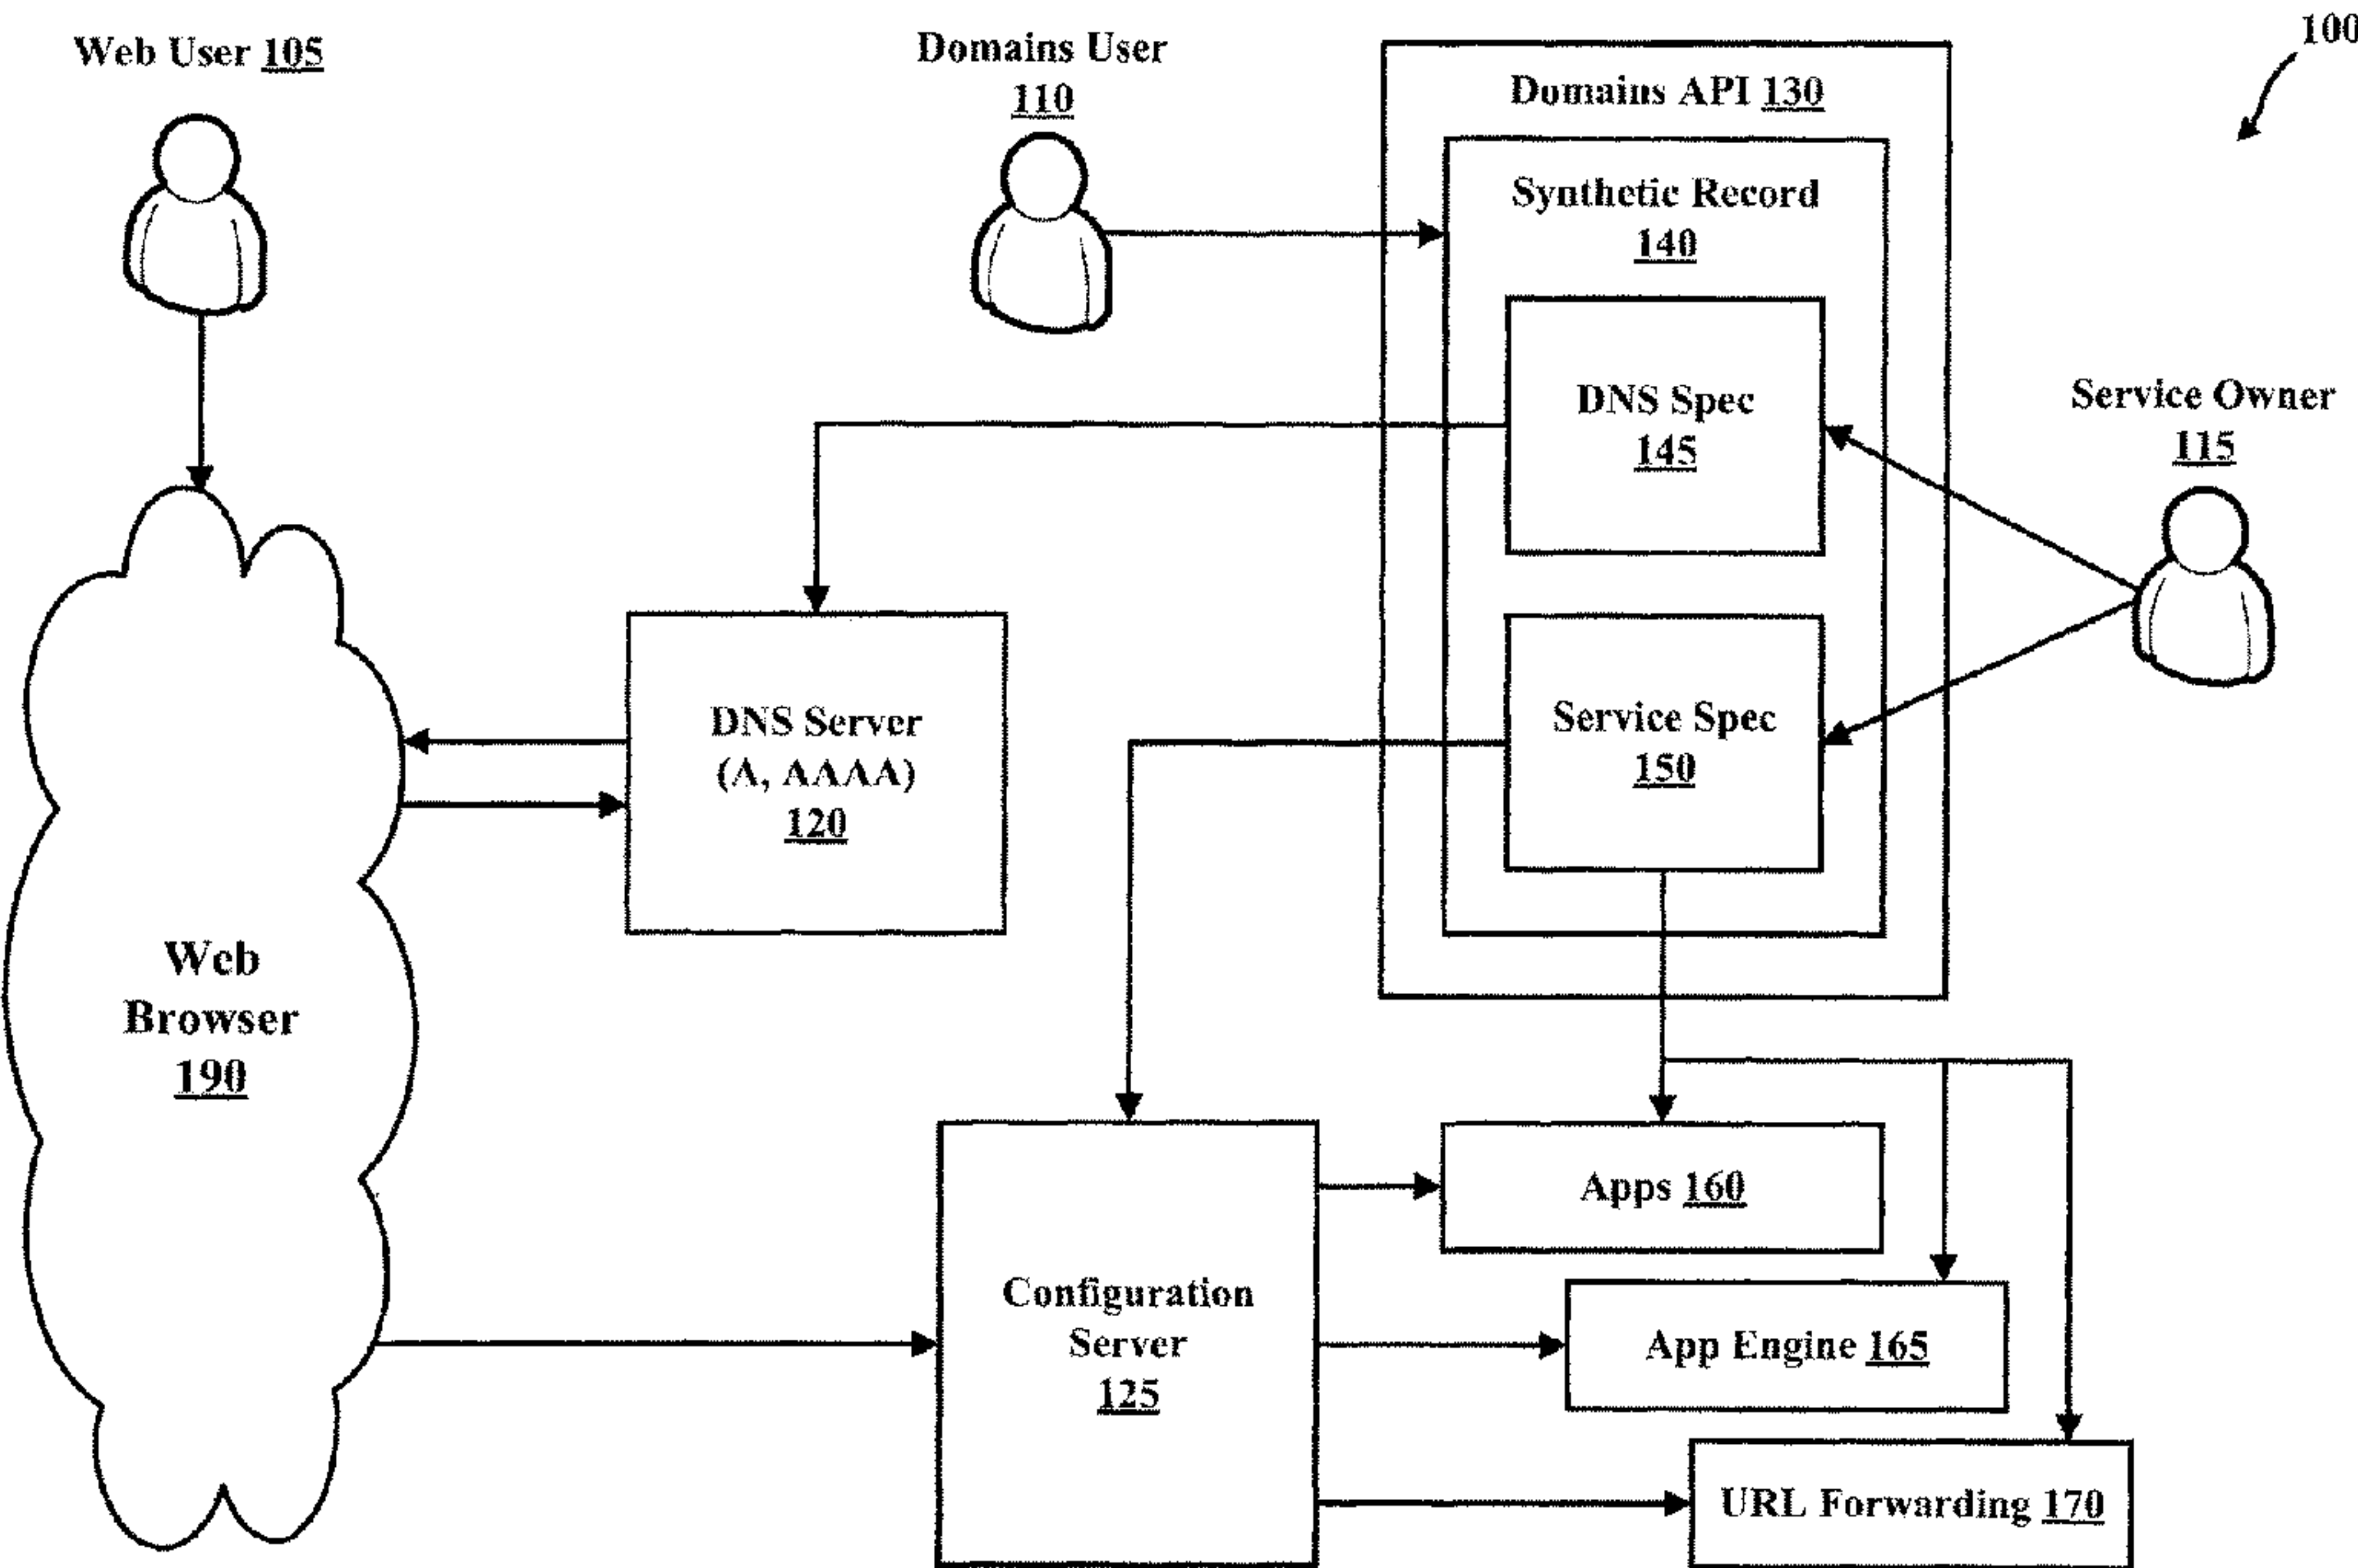 100
Web User 105
Domains User
110
Domains API 130
Synthetic Record
140
DNS Spec
145
Service Owner
115
Service Spec
150
DNS Server
(A, AAAA)
120
Web
Browser
190
Configuration
Server
125
Apps 160
App Engine 165
URL Forwarding 170